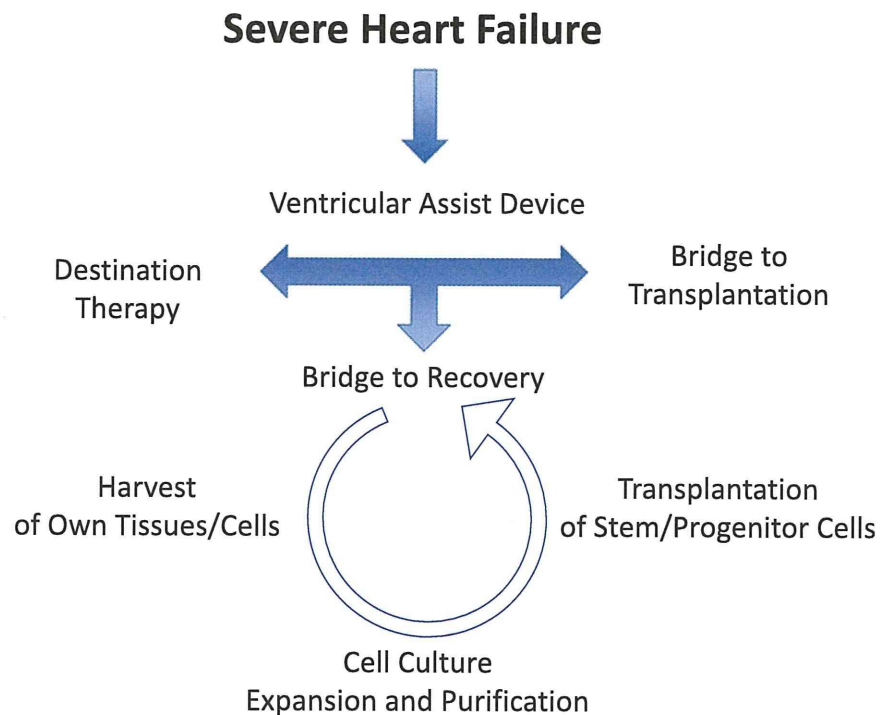 Severe Heart Failure
Ventricular Assist Device
Destination
Therapy
Bridge to
Transplantation
Bridge to Recovery
Harvest
of Own Tissues/Cells
Transplantation
of Stem/Progenitor Cells
Cell Culture
Expansion and Purification